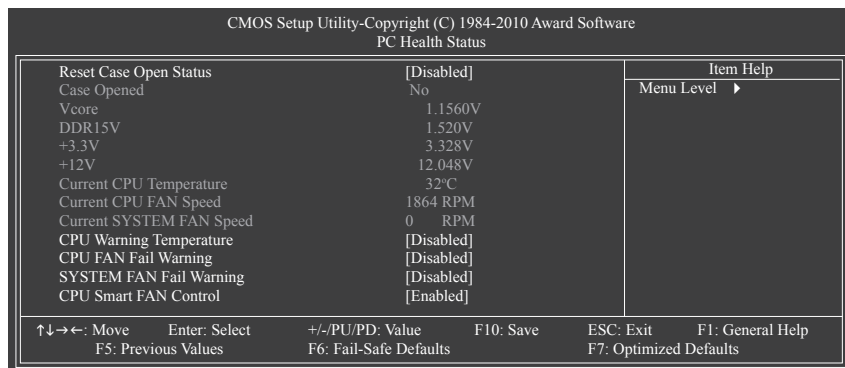 CMOS Setup Utility-Copyright (C) 1984-2010 Award Software
PC Health Status
Reset Case Open Status [Disabled]
Case Opened No
Vcore 1.1560V
DDR15V 1.520V
+3.3V 3.328V
+12V 12.048V
Current CPU Temperature 32°C
Current CPU FAN Speed 1864 RPM
Current SYSTEM FAN Speed 0 RPM
CPU Warning Temperature [Disabled]
CPU FAN Fail Warning [Disabled]
SYSTEM FAN Fail Warning [Disabled]
CPU Smart FAN Control [Enabled]
Item Help
Menu Level ▶
↑↓→←: Move Enter: Select +/-/PU/PD: Value F10: Save ESC: Exit F1: General Help
F5: Previous Values F6: Fail-Safe Defaults F7: Optimized Defaults